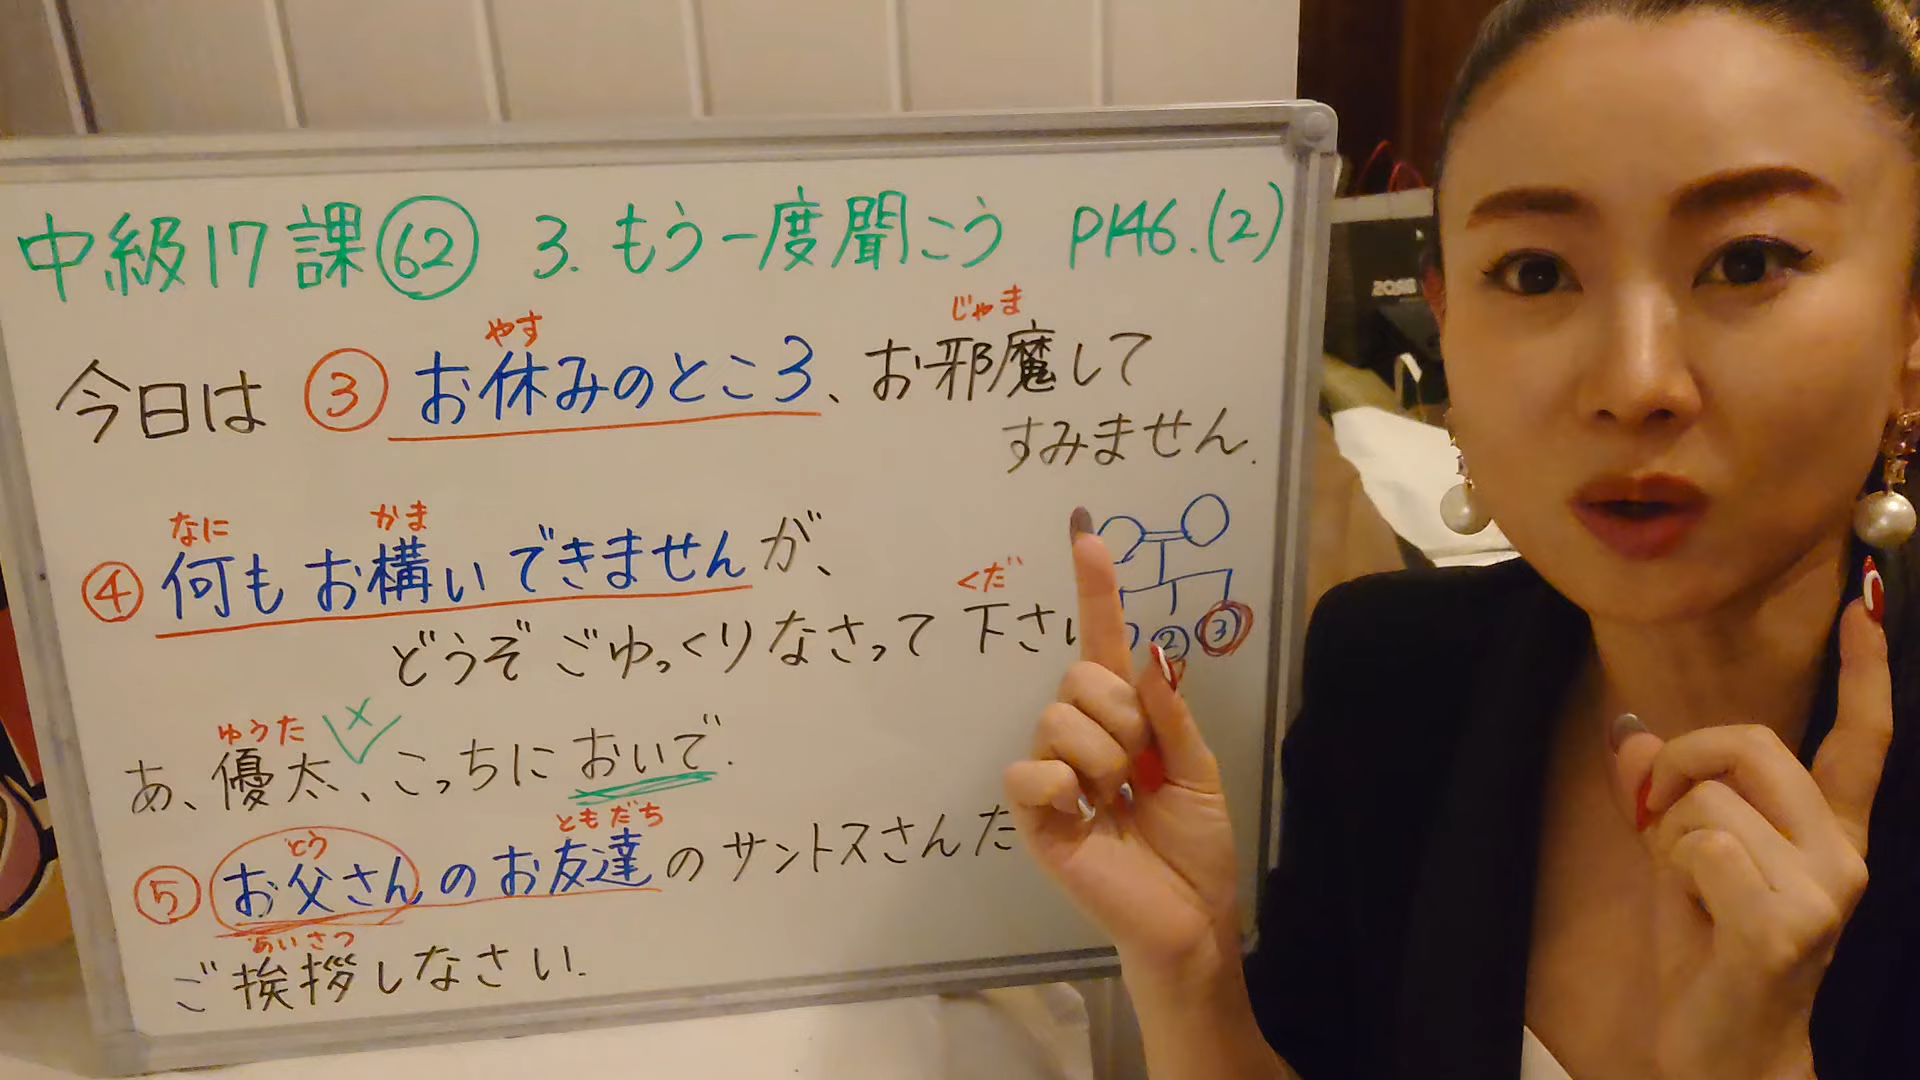 中級17課62 3.もう一度聞こう P146.(2)
やす じゃま
今日は ③お休みのところ、お邪魔して
すみません.
なに かま
④何もお構いできませんが、
くだ
どうぞごゆっくりなさって下さい
ゆうた ×
あ、優太、こっちにおいで.
ともだち
とう
⑤お父さんのお友達のサントスさんだ
あいさつ
ご挨拶しなさい.
② ③